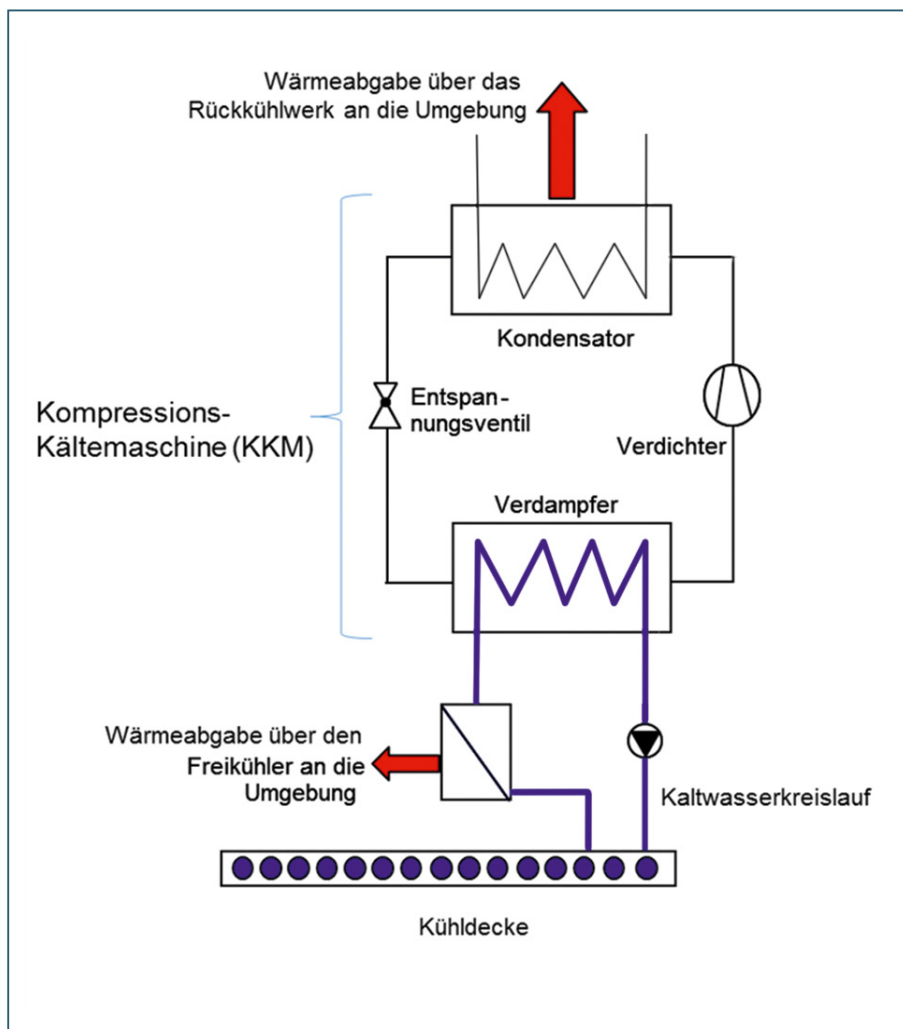 Wärmeabgabe über das
Rückkühlwerk an die Umgebung
Kondensator
Entspan-
nungsventil
Verdichter
Kompressions-
Kältemaschine (KKM)
Verdampfer
Wärmeabgabe über den
Freikühler an die
Umgebung
Kaltwasserkreislauf
Kühldecke